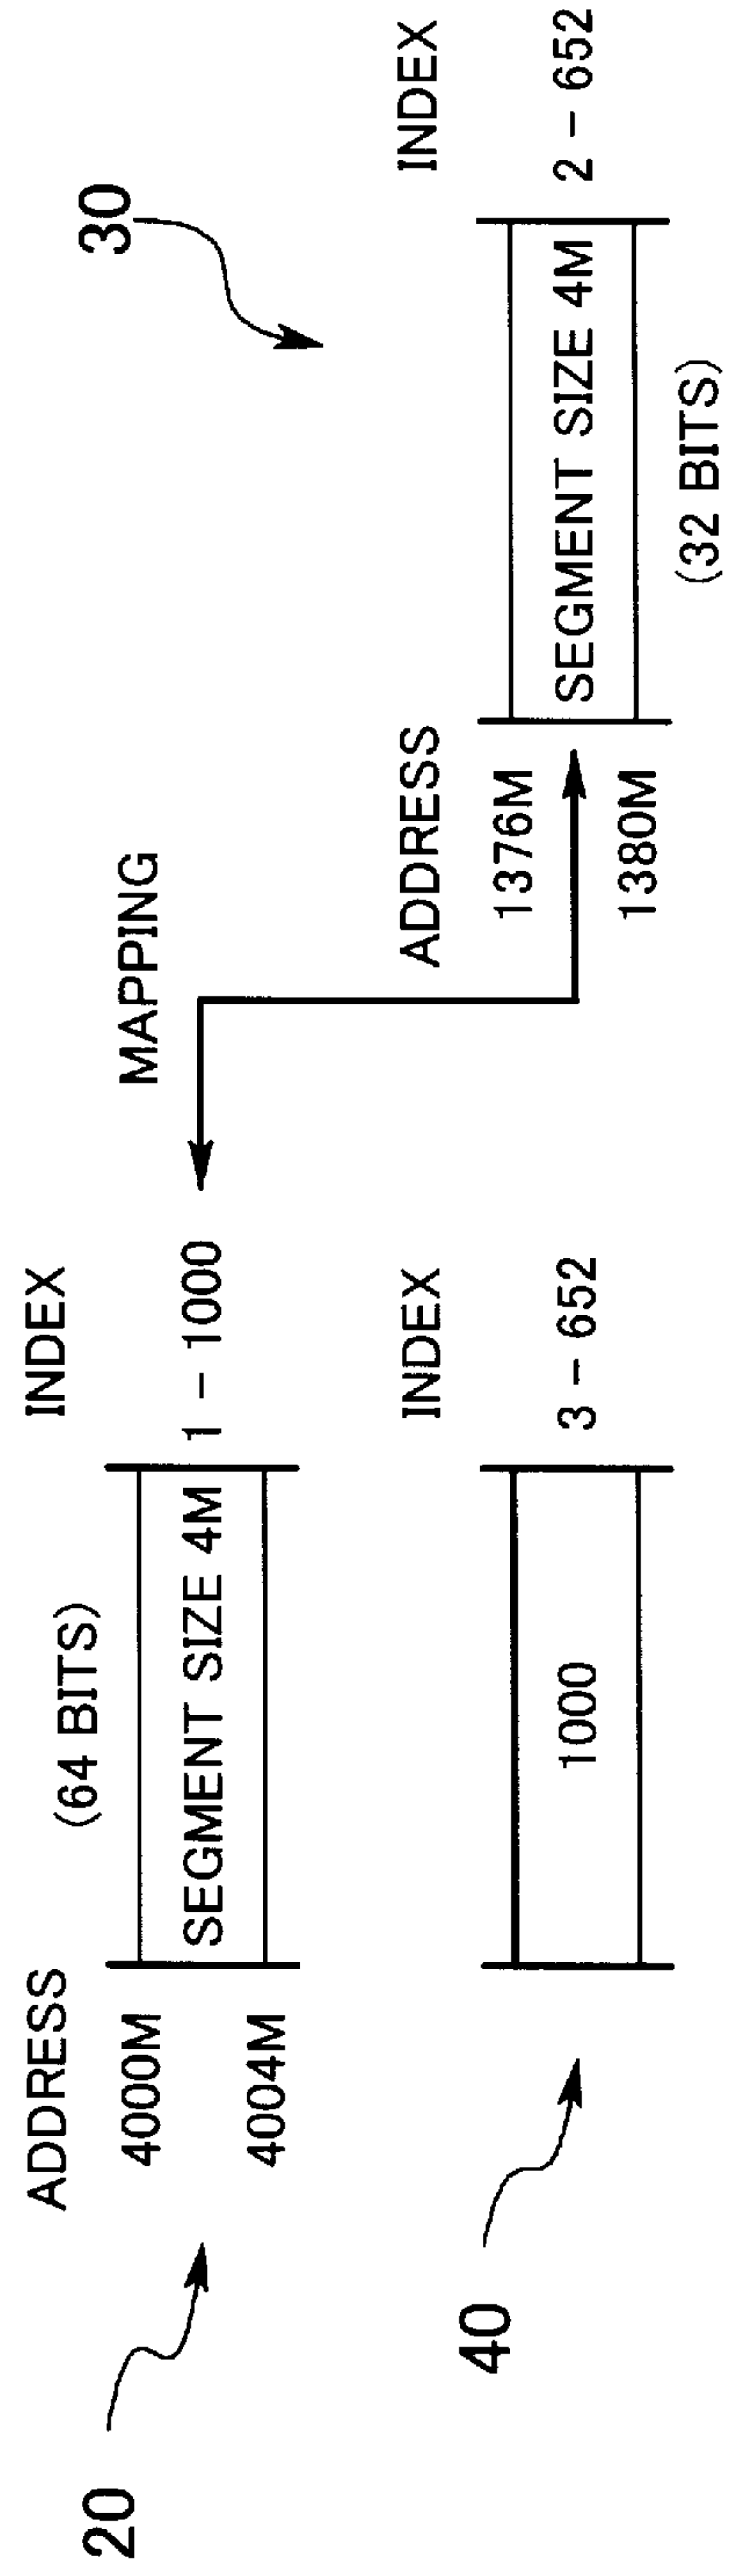 20
ADDRESS
(64 BITS)
INDEX
4000M
SEGMENT SIZE 4M
1 – 1000
4004M
MAPPING
30
40
INDEX
1000
3 – 652
ADDRESS
INDEX
1376M
SEGMENT SIZE 4M
2 – 652
1380M
(32 BITS)